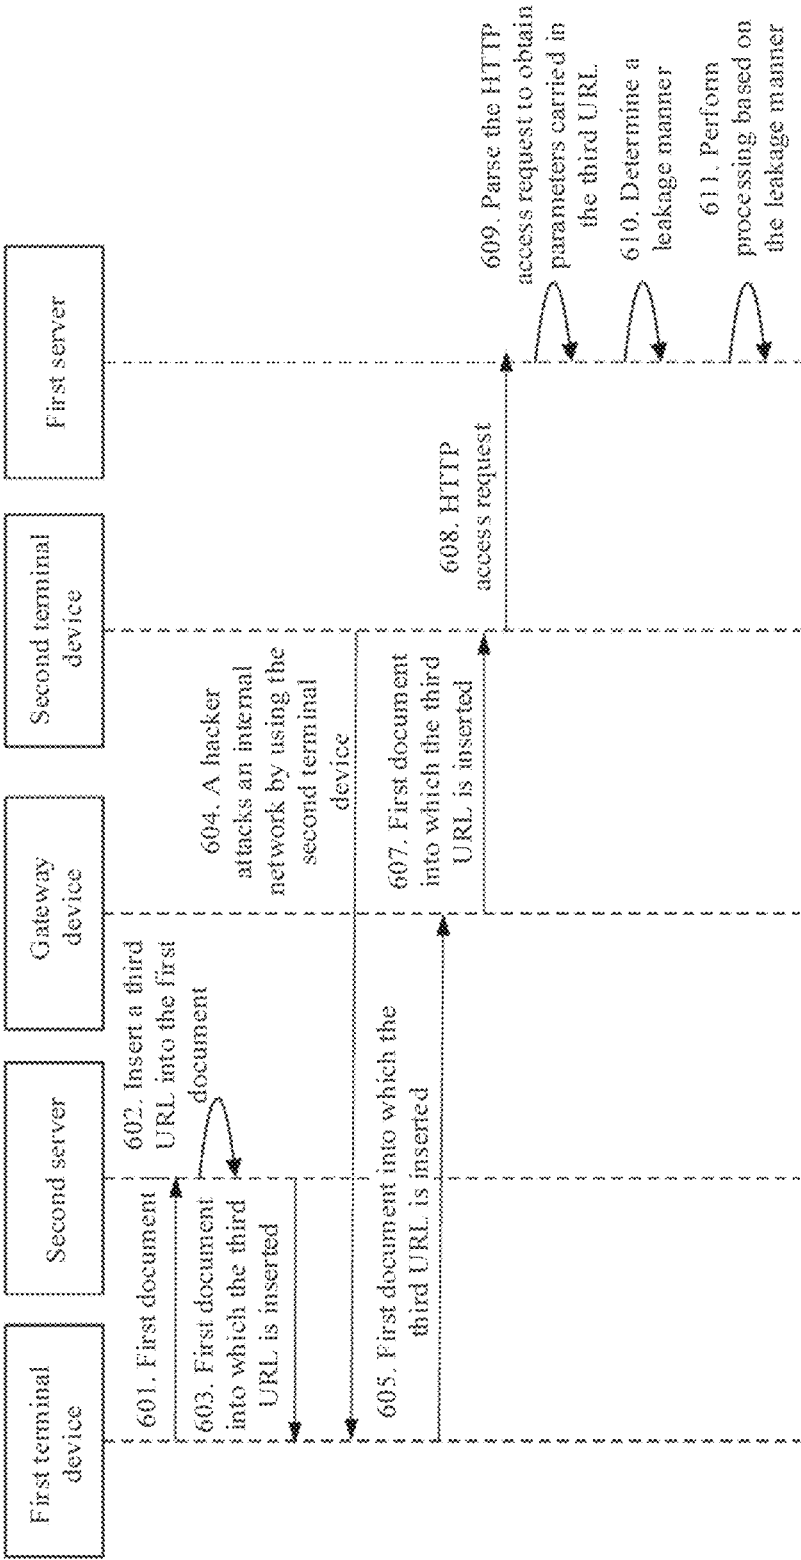 First terminal
device
Second server
Gateway
device
Second terminal
device
First server
601. First document
602. Insert a third
URL into the first
document
603. First document
into which the third
URL is inserted
604. A hacker
attacks an internal
network by using the
second terminal
device
605. First document into which the
third URL is inserted
607. First document
into which the third
URL is inserted
608. HTTP
access request
609. Parse the HTTP
access request to obtain
parameters carried in
the third URL
610. Determine a
leakage manner
611. Perform
processing based on
the leakage manner